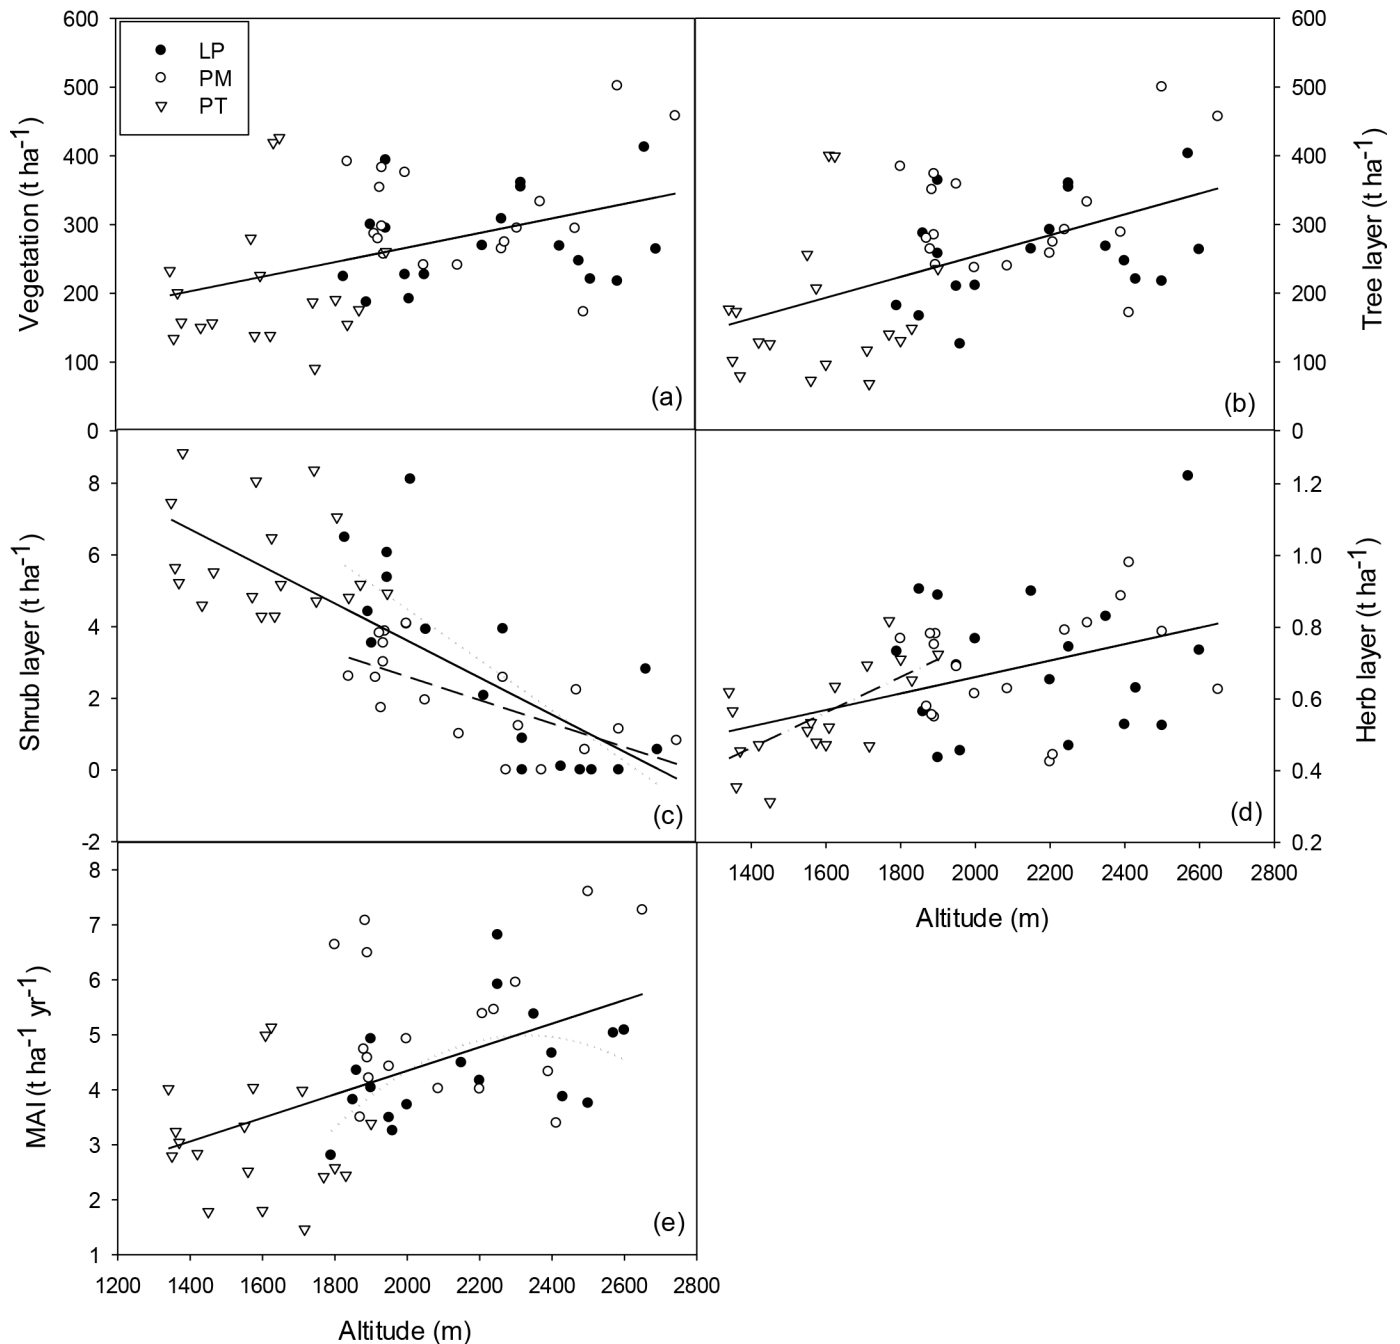 600
500
400
300
200
100
0
Vegetation (t ha⁻¹)
LP
PM
PT
(a)
600
500
400
300
200
100
0
Tree layer (t ha⁻¹)
(b)
8
6
4
2
0
-2
Shrub layer (t ha⁻¹)
(c)
1.2
1.0
0.8
0.6
0.4
0.2
Herb layer (t ha⁻¹)
(d)
1400 1600 1800 2000 2200 2400 2600 2800
Altitude (m)
8
7
6
5
4
3
2
1
MAI (t ha⁻¹ yr⁻¹)
(e)
1200 1400 1600 1800 2000 2200 2400 2600 2800
Altitude (m)